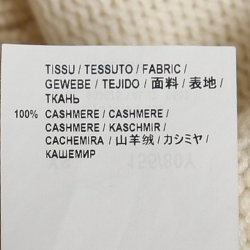 TISSU / TESSUTO / FABRIC /
GEWEBE / TEJIDO / 面料 / 表地 /
ТКАНЬ
100% CASHMERE / CASHMERE /
CASHMERE / KASCHMIR /
CACHEMIRA / 山羊绒 / カシミヤ /
КАШЕМИР